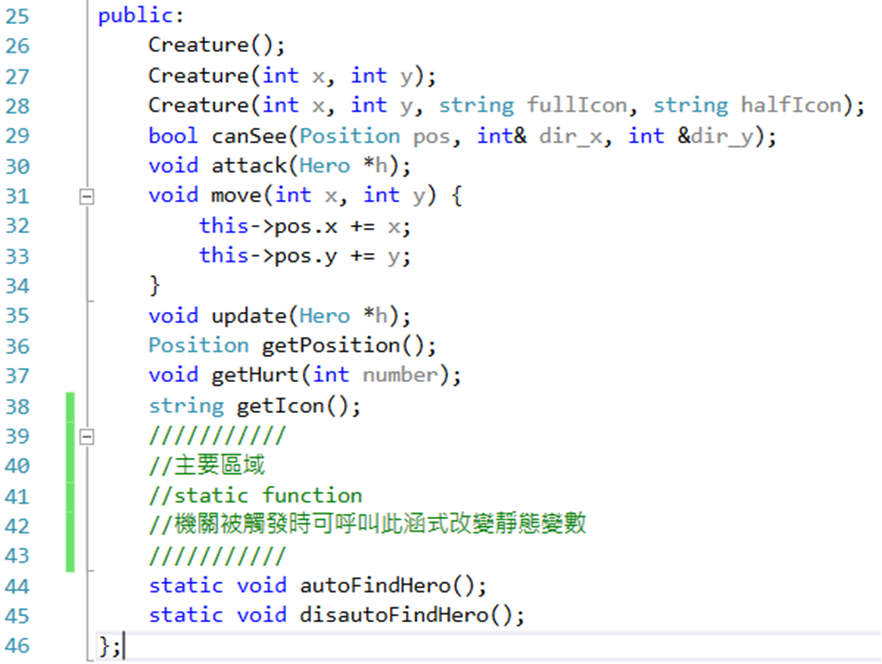 25 public:
26 Creature();
27 Creature(int x, int y);
28 Creature(int x, int y, string fullIcon, string halfIcon);
29 bool canSee(Position pos, int& dir_x, int &dir_y);
30 void attack(Hero *h);
31 void move(int x, int y) {
32 this->pos.x += x;
33 this->pos.y += y;
34 }
35 void update(Hero *h);
36 Position getPosition();
37 void getHurt(int number);
38 string getIcon();
39 ///////////
40 //主要區域
41 //static function
42 //機關被觸發時可呼叫此涵式改變靜態變數
43 ///////////
44 static void autoFindHero();
45 static void disautoFindHero();
46 };